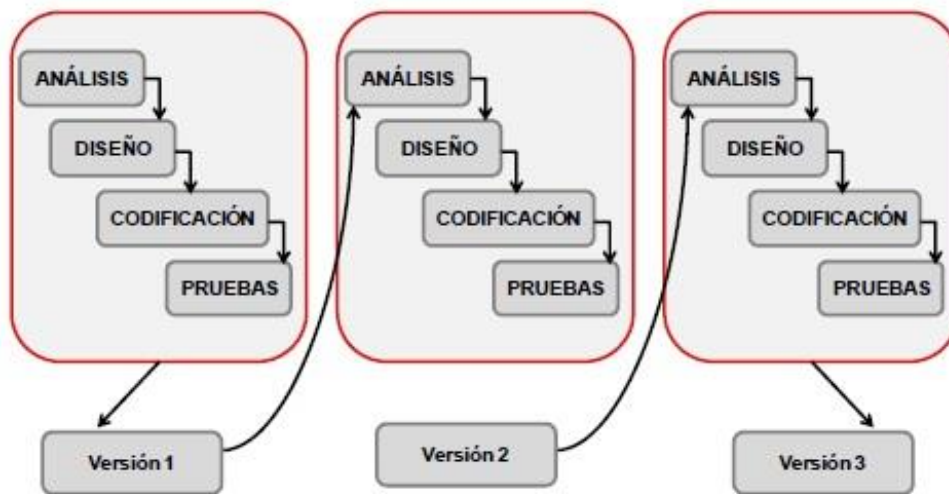 ANÁLISIS
DISEÑO
CODIFICACIÓN
PRUEBAS
Versión 1
ANÁLISIS
DISEÑO
CODIFICACIÓN
PRUEBAS
Versión 2
ANÁLISIS
DISEÑO
CODIFICACIÓN
PRUEBAS
Versión 3